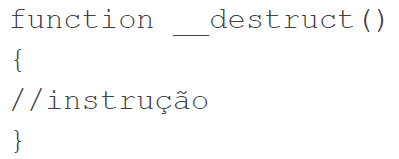 function __destruct()
{
//instrução
}